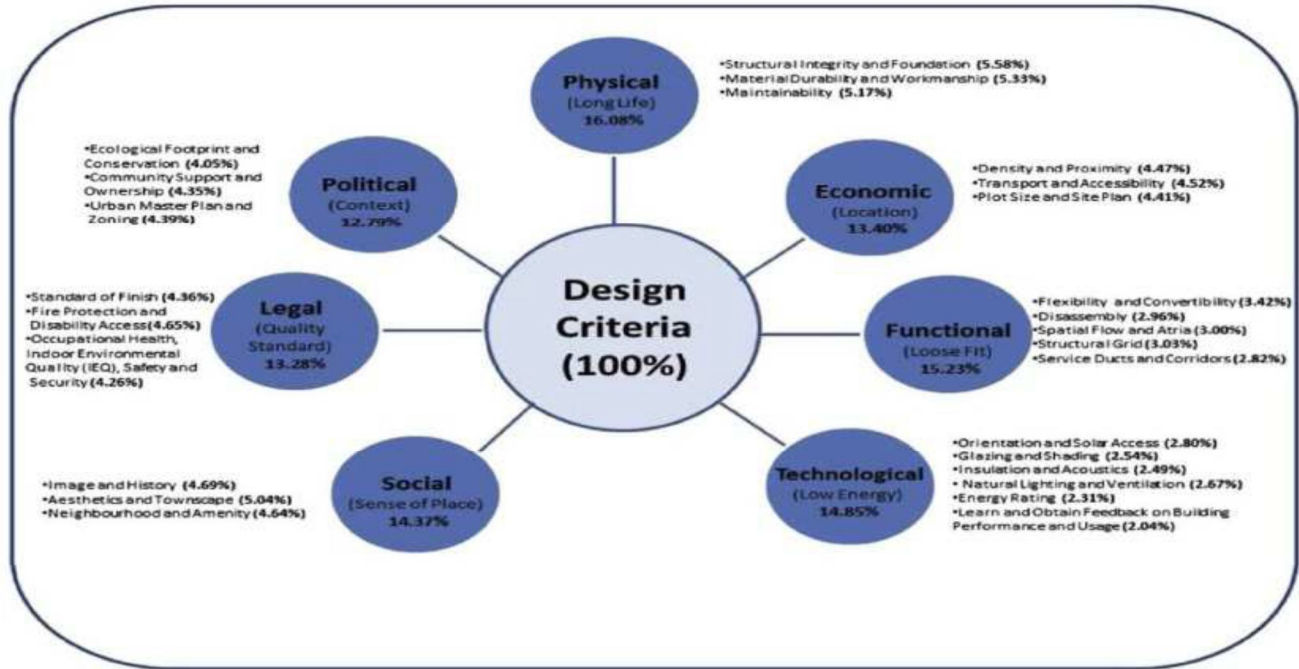 Physical
(Long Life)
16.08%
•Structural Integrity and Foundation (5.58%)
•Material Durability and Workmanship (5.33%)
•Maintainability (5.17%)
Economic
(Location)
13.40%
•Density and Proximity (4.47%)
•Transport and Accessibility (4.52%)
•Plot Size and Site Plan (4.41%)
Functional
(Loose Fit)
15.23%
•Flexibility and Convertibility (3.42%)
•Disassembly (2.96%)
•Spatial Flow and Atria (3.00%)
•Structural Grid (3.03%)
•Service Ducts and Corridors (2.82%)
Technological
(Low Energy)
14.85%
•Orientation and Solar Access (2.80%)
•Glazing and Shading (2.54%)
•Insulation and Acoustics (2.49%)
• Natural Lighting and Ventilation (2.67%)
•Energy Rating (2.31%)
•Learn and Obtain Feedback on Building
Performance and Usage (2.04%)
Social
(Sense of Place)
14.37%
•Image and History (4.69%)
•Aesthetics and Townscape (5.04%)
•Neighbourhood and Amenity (4.64%)
Legal
(Quality
Standard)
13.28%
•Standard of Finish (4.36%)
•Fire Protection and
Disability Access (4.65%)
•Occupational Health,
Indoor Environmental
Quality (IEQ), Safety and
Security (4.26%)
Political
(Context)
12.79%
•Ecological Footprint and
Conservation (4.05%)
•Community Support and
Ownership (4.35%)
•Urban Master Plan and
Zoning (4.39%)
Design
Criteria
(100%)